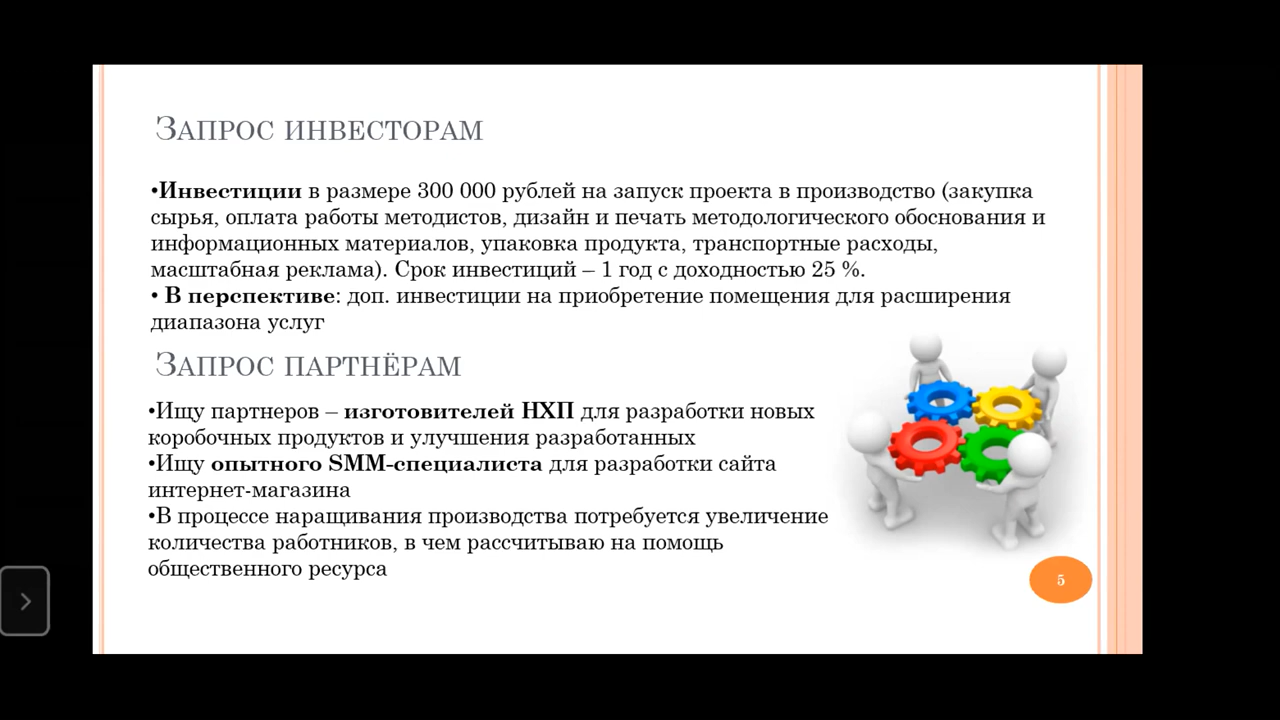 Запрос инвесторам
•Инвестиции в размере 300 000 рублей на запуск проекта в производство (закупка
сырья, оплата работы методистов, дизайн и печать методологического обоснования и
информационных материалов, упаковка продукта, транспортные расходы,
масштабная реклама). Срок инвестиций – 1 год с доходностью 25 %.
• В перспективе: доп. инвестиции на приобретение помещения для расширения
диапазона услуг
Запрос партнёрам
•Ищу партнеров – изготовителей НХП для разработки новых
коробочных продуктов и улучшения разработанных
•Ищу опытного SMM-специалиста для разработки сайта
интернет-магазина
•В процессе наращивания производства потребуется увеличение
количества работников, в чем рассчитываю на помощь
общественного ресурса
5